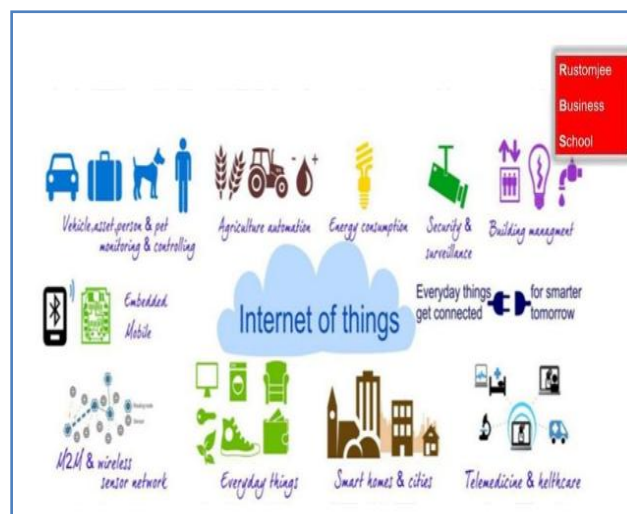 Rustomjee
Business
School
Vehicle,asset,person & pet
monitoring & controlling
Agriculture automation
Energy consumption
Security &
surveillance
Building managment
Embedded
Mobile
Internet of things
Everyday things
get connected
for smarter
tomorrow
M2M & wireless
sensor network
Everyday things
Smart homes & cities
Telemedicine & helthcare